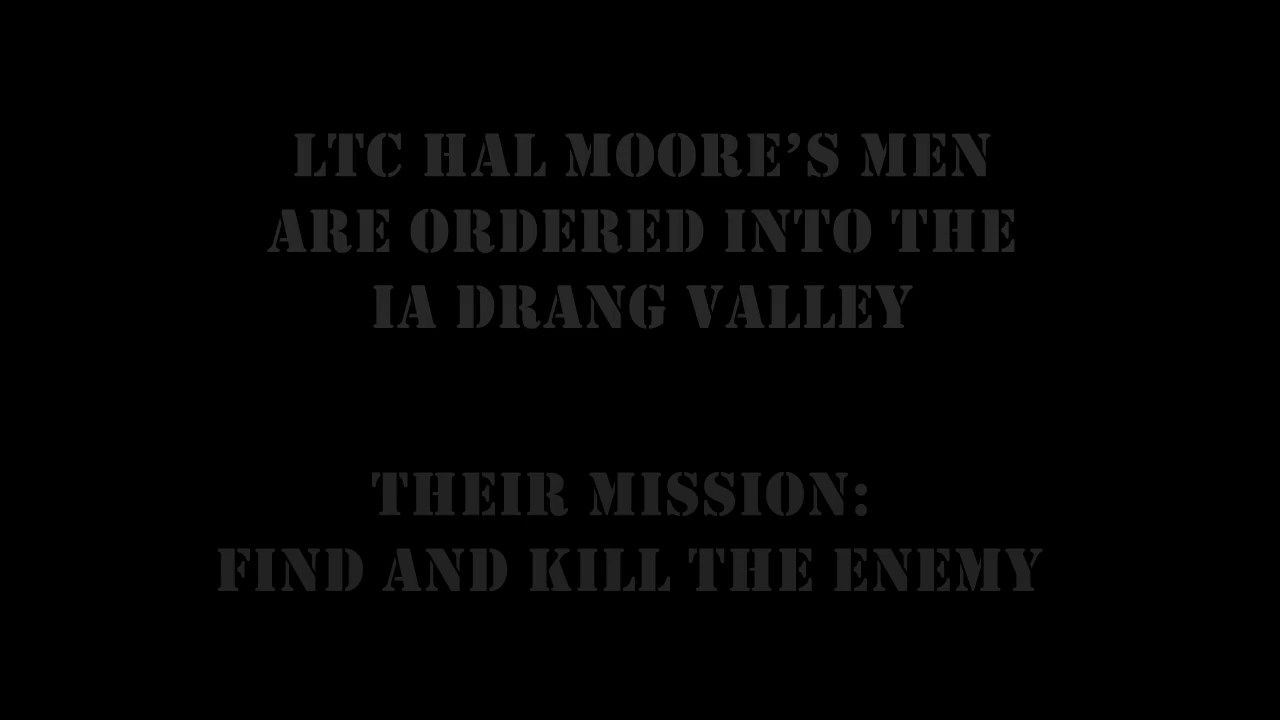 LTC HAL MOORE’S MEN
ARE ORDERED INTO THE
IA DRANG VALLEY
THEIR MISSION:
FIND AND KILL THE ENEMY